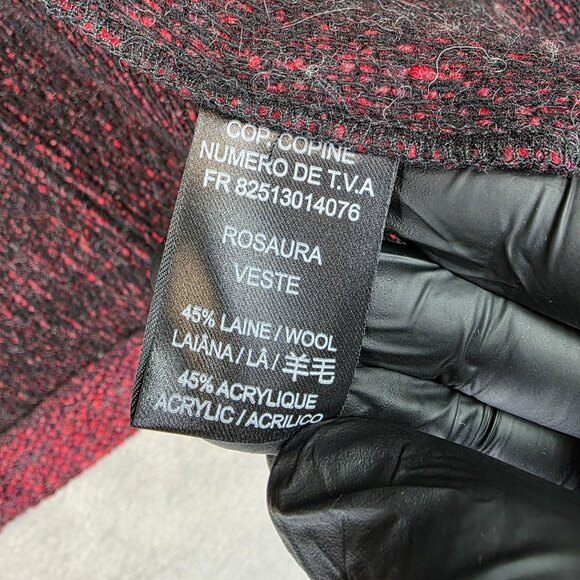 COP.COPINE
NUMERO DE T.V.A
FR 82513014076
ROSAURA
VESTE
45% LAINE / WOOL
LAIANA / LÃ / 羊毛
45% ACRYLIQUE
ACRYLIC / ACRILICO